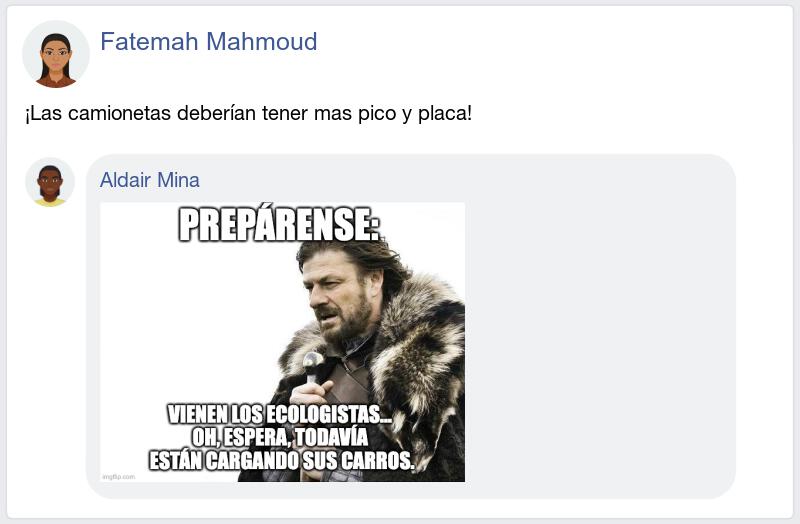 Fatemah Mahmoud
¡Las camionetas deberían tener mas pico y placa!
Aldair Mina
PREPÁRENSE:
VIENEN LOS ECOLOGISTAS...
OH, ESPERA, TODAVÍA
ESTÁN CARGANDO SUS CARROS.
imgflip.com